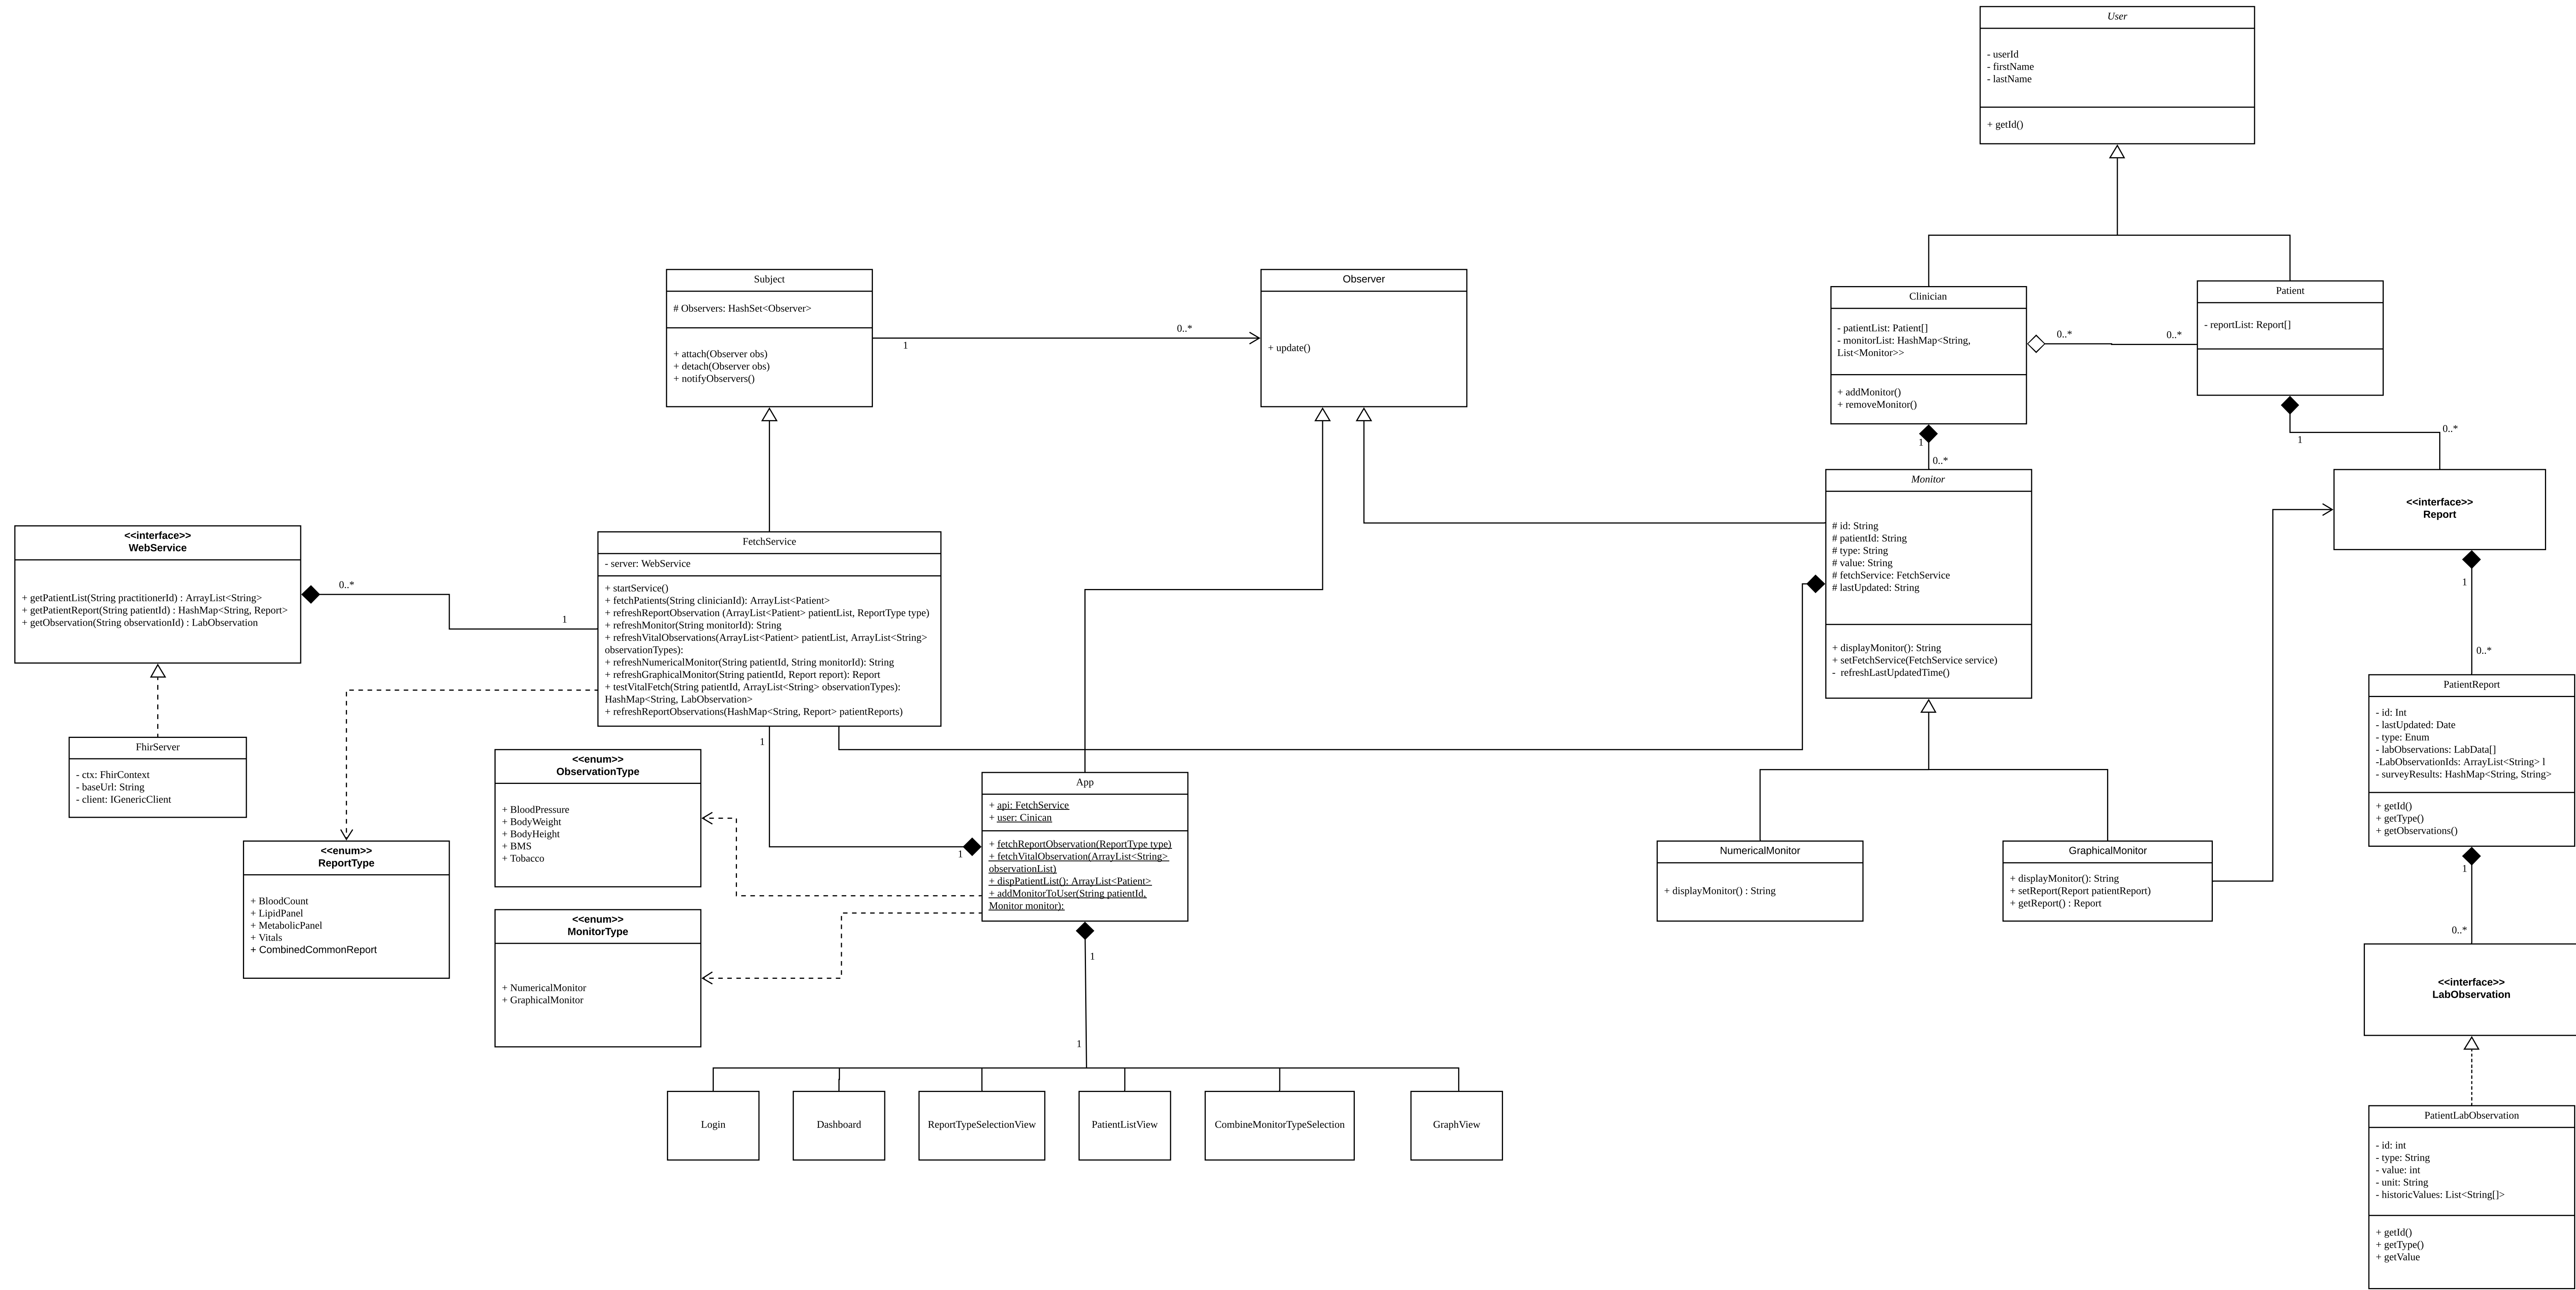 User
- userId
- firstName
- lastName
+ getId()
Subject
# Observers: HashSet<Observer>
+ attach(Observer obs)
+ detach(Observer obs)
+ notifyObservers()
1
0..*
Observer
+ update()
Clinician
- patientList: Patient[]
- monitorList: HashMap<String,
List<Monitor>>
+ addMonitor()
+ removeMonitor()
0..*
0..*
Patient
- reportList: Report[]
1
0..*
1
0..*
<<interface>>
Report
Monitor
# id: String
# patientId: String
# type: String
# value: String
# fetchService: FetchService
# lastUpdated: String
+ displayMonitor(): String
+ setFetchService(FetchService service)
- refreshLastUpdatedTime()
<<interface>>
WebService
+ getPatientList(String practitionerId) : ArrayList<String>
+ getPatientReport(String patientId) : HashMap<String, Report>
+ getObservation(String observationId) : LabObservation
0..*
1
FetchService
- server: WebService
+ startService()
+ fetchPatients(String clinicianId): ArrayList<Patient>
+ refreshReportObservation (ArrayList<Patient> patientList, ReportType type)
+ refreshMonitor(String monitorId): String
+ refreshVitalObservations(ArrayList<Patient> patientList, ArrayList<String>
observationTypes):
+ refreshNumericalMonitor(String patientId, String monitorId): String
+ refreshGraphicalMonitor(String patientId, Report report): Report
+ testVitalFetch(String patientId, ArrayList<String> observationTypes):
HashMap<String, LabObservation>
+ refreshReportObservations(HashMap<String, Report> patientReports)
1
0..*
PatientReport
- id: Int
- lastUpdated: Date
- type: Enum
- labObservations: LabData[]
-LabObservationIds: ArrayList<String> l
- surveyResults: HashMap<String, String>
+ getId()
+ getType()
+ getObservations()
FhirServer
- ctx: FhirContext
- baseUrl: String
- client: IGenericClient
<<enum>>
ReportType
+ BloodCount
+ LipidPanel
+ MetabolicPanel
+ Vitals
+ CombinedCommonReport
<<enum>>
ObservationType
+ BloodPressure
+ BodyWeight
+ BodyHeight
+ BMS
+ Tobacco
<<enum>>
MonitorType
+ NumericalMonitor
+ GraphicalMonitor
1
1
App
+ api: FetchService
+ user: Cinican
+ fetchReportObservation(ReportType type)
+ fetchVitalObservation(ArrayList<String>
observationList)
+ dispPatientList(): ArrayList<Patient>
+ addMonitorToUser(String patientId,
Monitor monitor):
NumericalMonitor
+ displayMonitor() : String
GraphicalMonitor
+ displayMonitor(): String
+ setReport(Report patientReport)
+ getReport() : Report
1
0..*
<<interface>>
LabObservation
1
1
Login
Dashboard
ReportTypeSelectionView
PatientListView
CombineMonitorTypeSelection
GraphView
PatientLabObservation
- id: int
- type: String
- value: int
- unit: String
- historicValues: List<String[]>
+ getId()
+ getType()
+ getValue